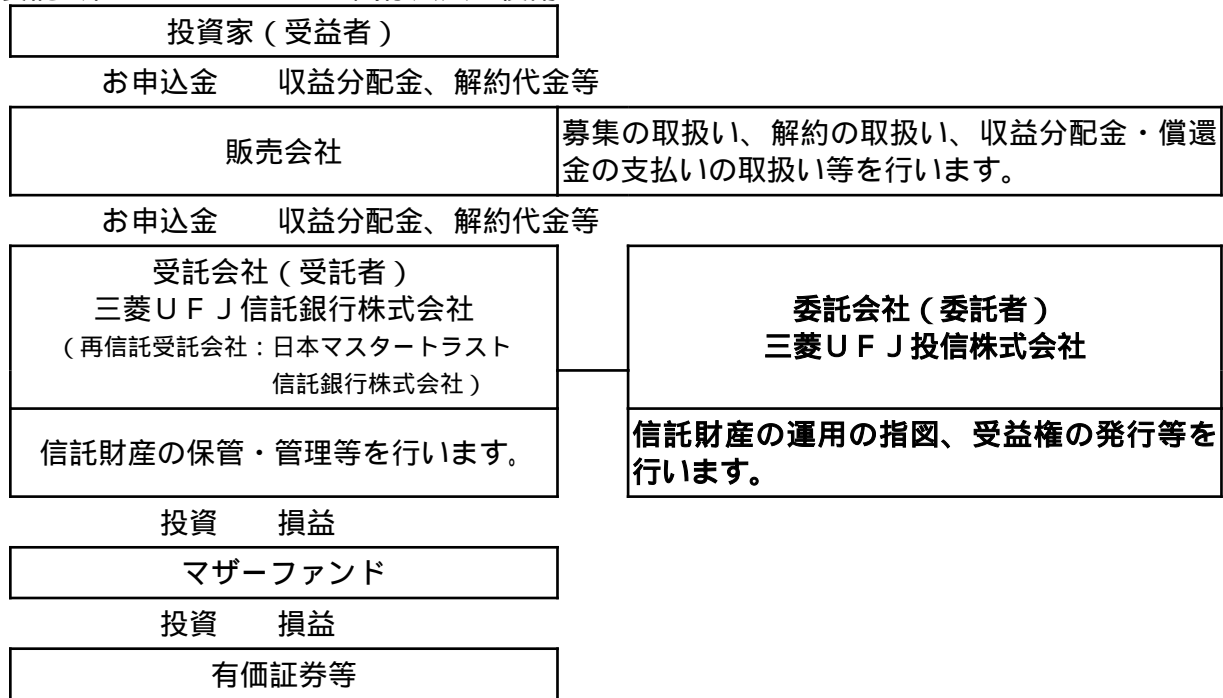 投資家（受益者）
お申込金　　収益分配金、解約代金等
販売会社
募集の取扱い、解約の取扱い、収益分配金・償還
金の支払いの取扱い等を行います。
お申込金　　収益分配金、解約代金等
受託会社（受託者）
三菱ＵＦＪ信託銀行株式会社
（再信託受託会社：日本マスタートラスト
信託銀行株式会社）
信託財産の保管・管理等を行います。
委託会社（委託者）
三菱ＵＦＪ投信株式会社
信託財産の運用の指図、受益権の発行等を
行います。
投資　　損益
マザーファンド
投資　　損益
有価証券等